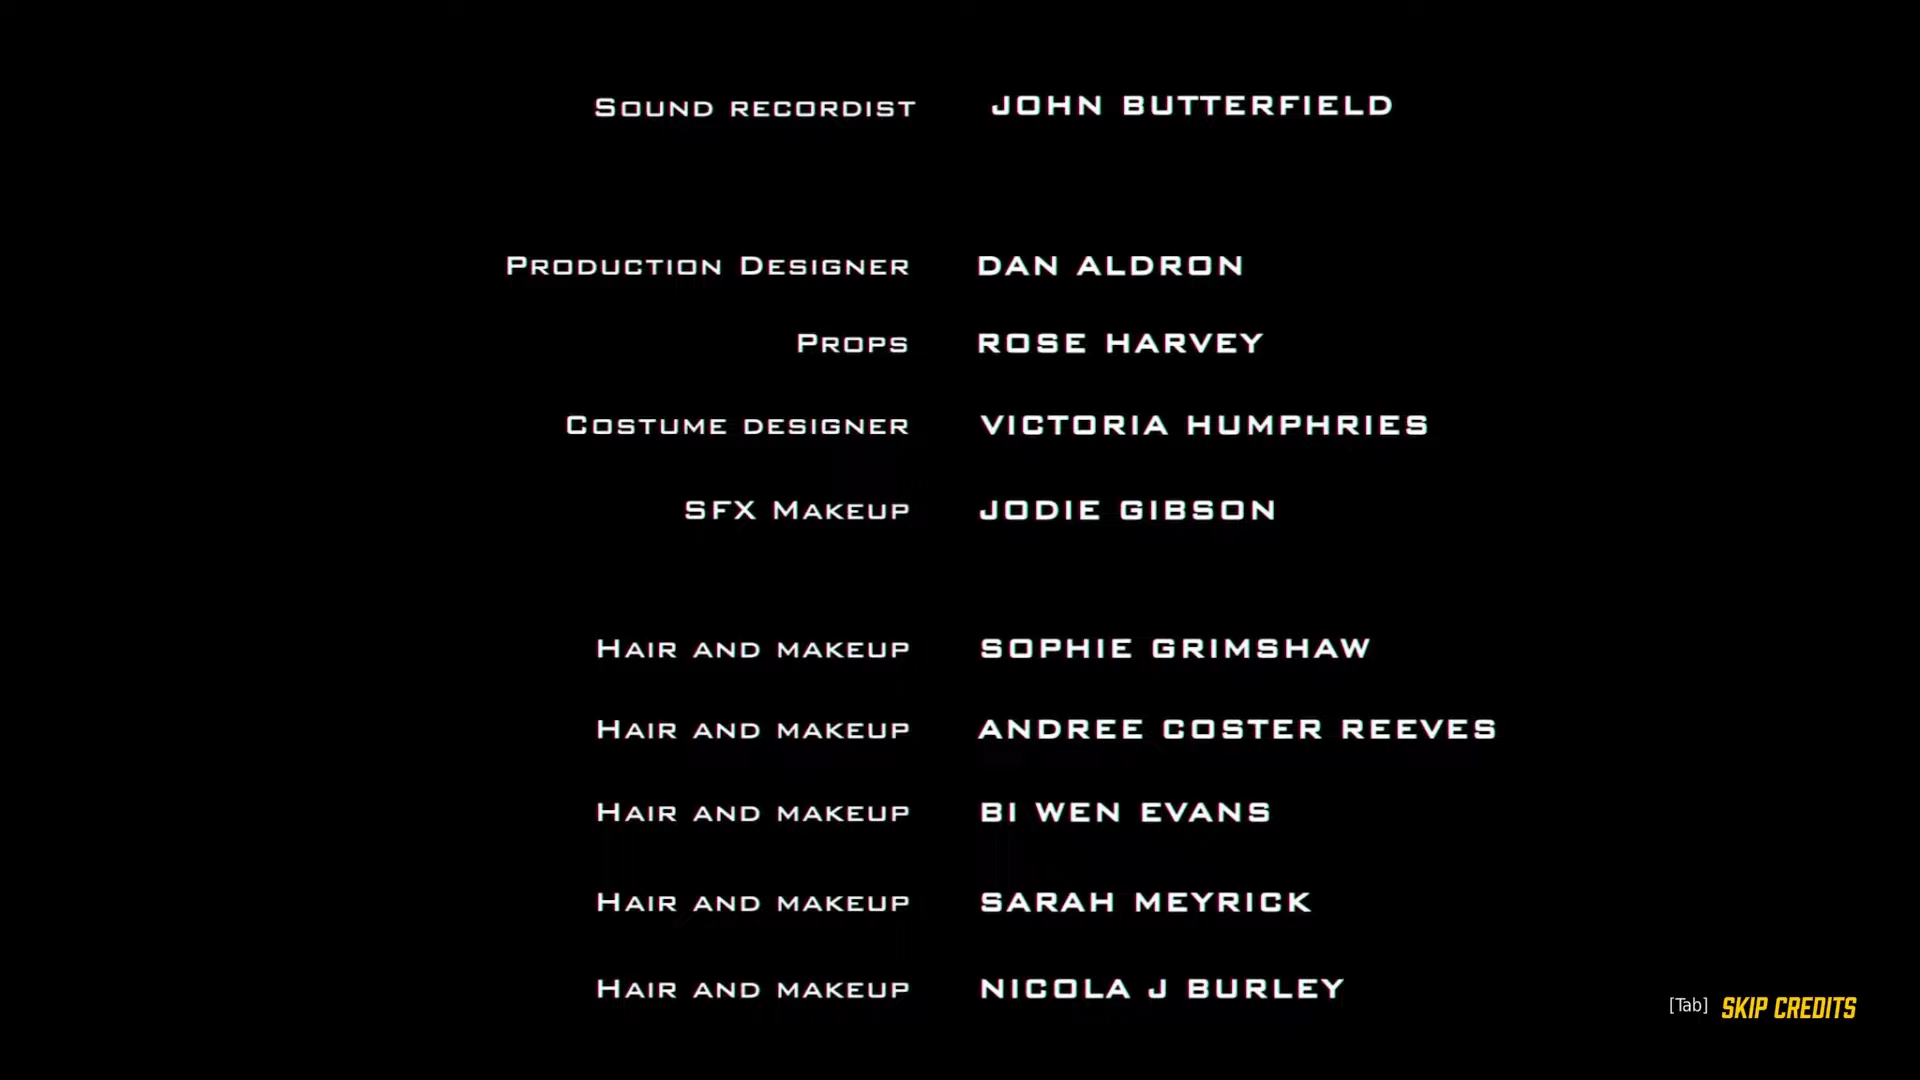 Sound recordist JOHN BUTTERFIELD
Production Designer DAN ALDRON
Props ROSE HARVEY
Costume designer VICTORIA HUMPHRIES
SFX Makeup JODIE GIBSON
Hair and makeup SOPHIE GRIMSHAW
Hair and makeup ANDREE COSTER REEVES
Hair and makeup BI WEN EVANS
Hair and makeup SARAH MEYRICK
Hair and makeup NICOLA J BURLEY
[Tab] SKIP CREDITS